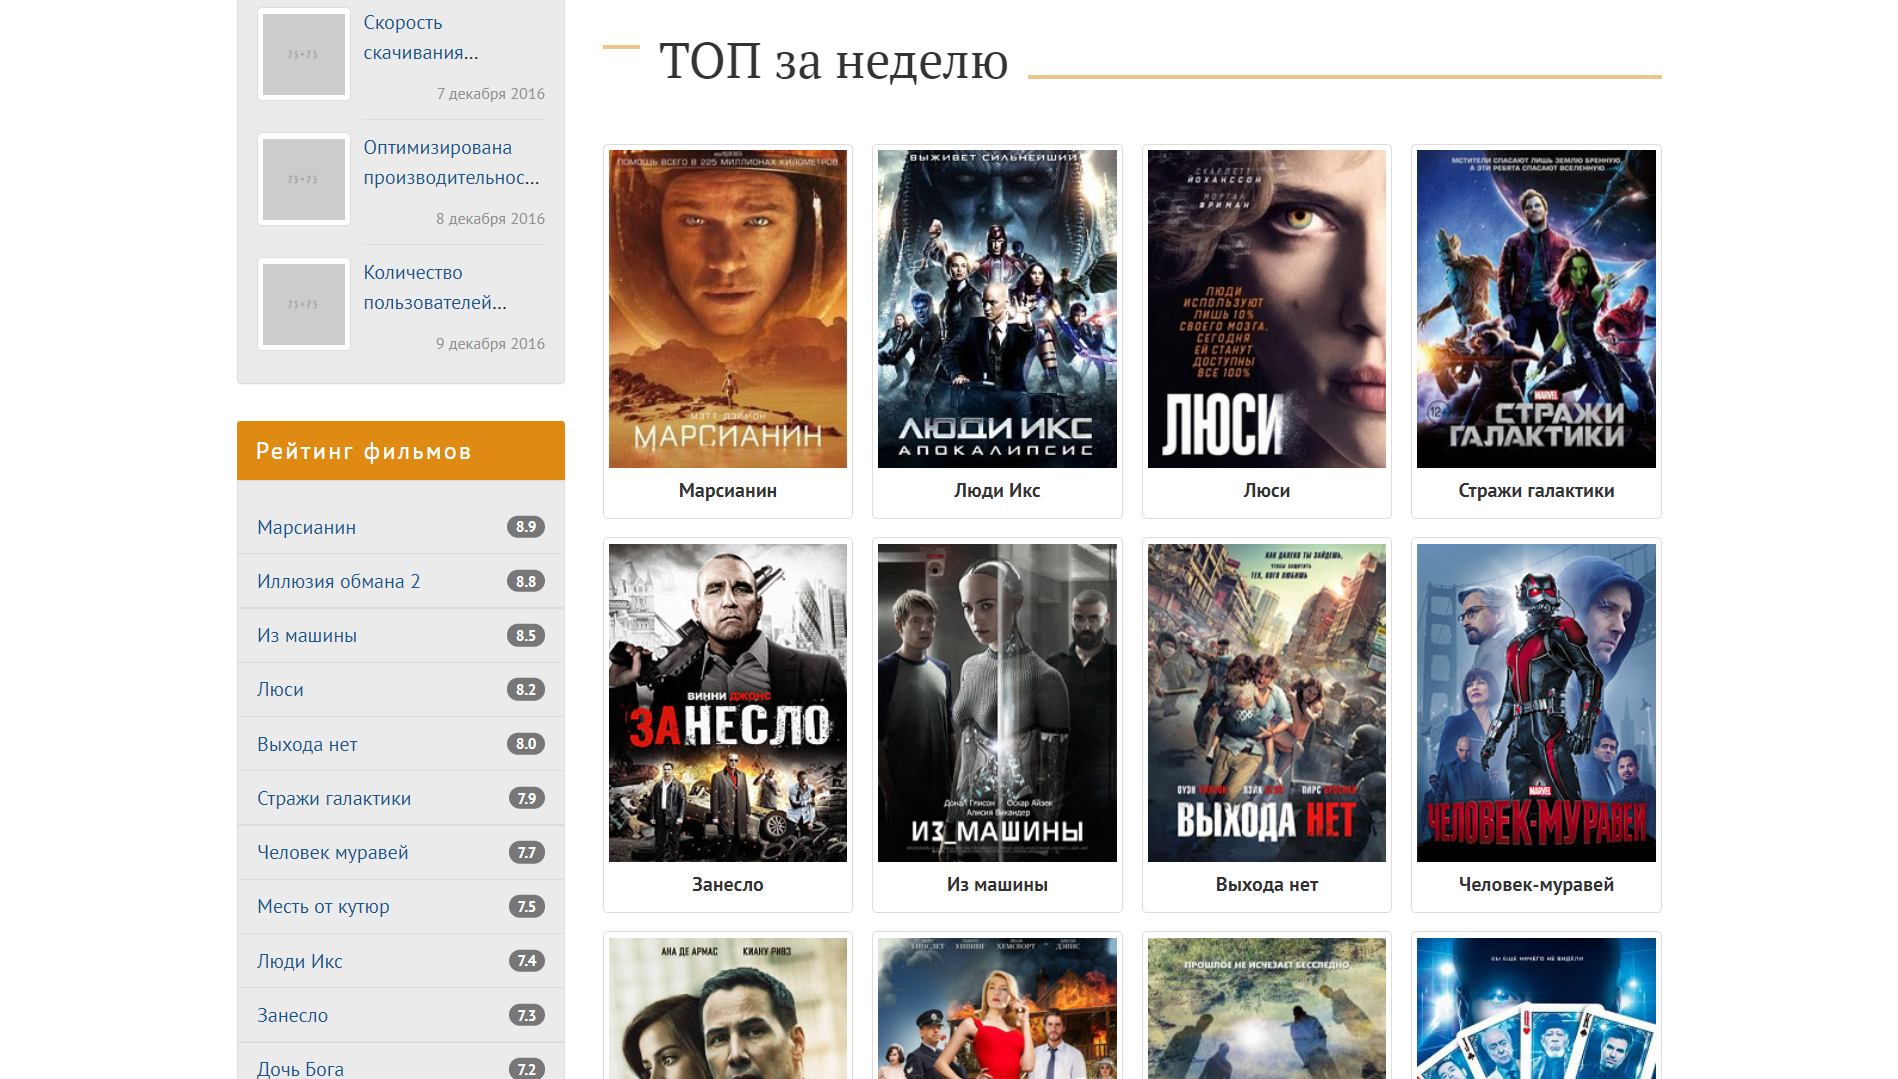 Скорость
скачивания...
7 декабря 2016
75×75
Оптимизирована
производительнос...
8 декабря 2016
75×75
Количество
пользователей...
9 декабря 2016
75×75
Рейтинг фильмов
Марсианин 8.9
Иллюзия обмана 2 8.8
Из машины 8.5
Люси 8.2
Выхода нет 8.0
Стражи галактики 7.9
Человек муравей 7.7
Месть от кутюр 7.5
Люди Икс 7.4
Занесло 7.3
Дочь Бога 7.2
ТОП за неделю
ПОМОЩЬ ВСЕГО В 225 МИЛЛИОНАХ КИЛОМЕТРОВ
МЭТТ ДЭЙМОН
МАРСИАНИН
Марсианин
ВЫЖИВЕТ СИЛЬНЕЙШИЙ
ЛЮДИ ИКС
АПОКАЛИПСИС
Люди Икс
СКАРЛЕТТ
ЙОХАНССОН
МОРГАН
ФРИМАН
ЛЮДИ
ИСПОЛЬЗУЮТ
ЛИШЬ 10%
СВОЕГО МОЗГА.
СЕГОДНЯ
ЕЙ СТАНУТ
ДОСТУПНЫ
ВСЕ 100%
ЛЮСИ
Люси
МСТИТЕЛИ СПАСАЮТ ЛИШЬ ЗЕМЛЮ БРЕННУЮ,
А ЭТИ РЕБЯТА СПАСАЮТ ВСЕЛЕННУЮ
MARVEL
12
СТРАЖИ
ГАЛАКТИКИ
Стражи галактики
ВИННИ ДЖОНС
ЗАНЕСЛО
Занесло
Донал Глисон Оскар Айзек
Алисия Викандер
ИЗ_МАШИНЫ
Из машины
КАК ДАЛЕКО ТЫ ЗАЙДЕШЬ,
ЧТОБЫ ЗАЩИТИТЬ
ТЕХ, КОГО ЛЮБИШЬ
ОУЭН УИЛСОН ЛЭЙК БЕЛЛ ПИРС БРОСНАН
ВЫХОДА НЕТ
Выхода нет
MARVEL
ЧЕЛОВЕК-МУРАВЕЙ
Человек-муравей
АНА ДЕ АРМАС КИАНУ РИВЗ
УИНСЛЕТ УИВИНГ ХЕМСВОРТ ДЭВИС
ПРОШЛОЕ НЕ ИСЧЕЗАЕТ БЕССЛЕДНО
ВЫ ЕЩЕ НИЧЕГО НЕ ВИДЕЛИ